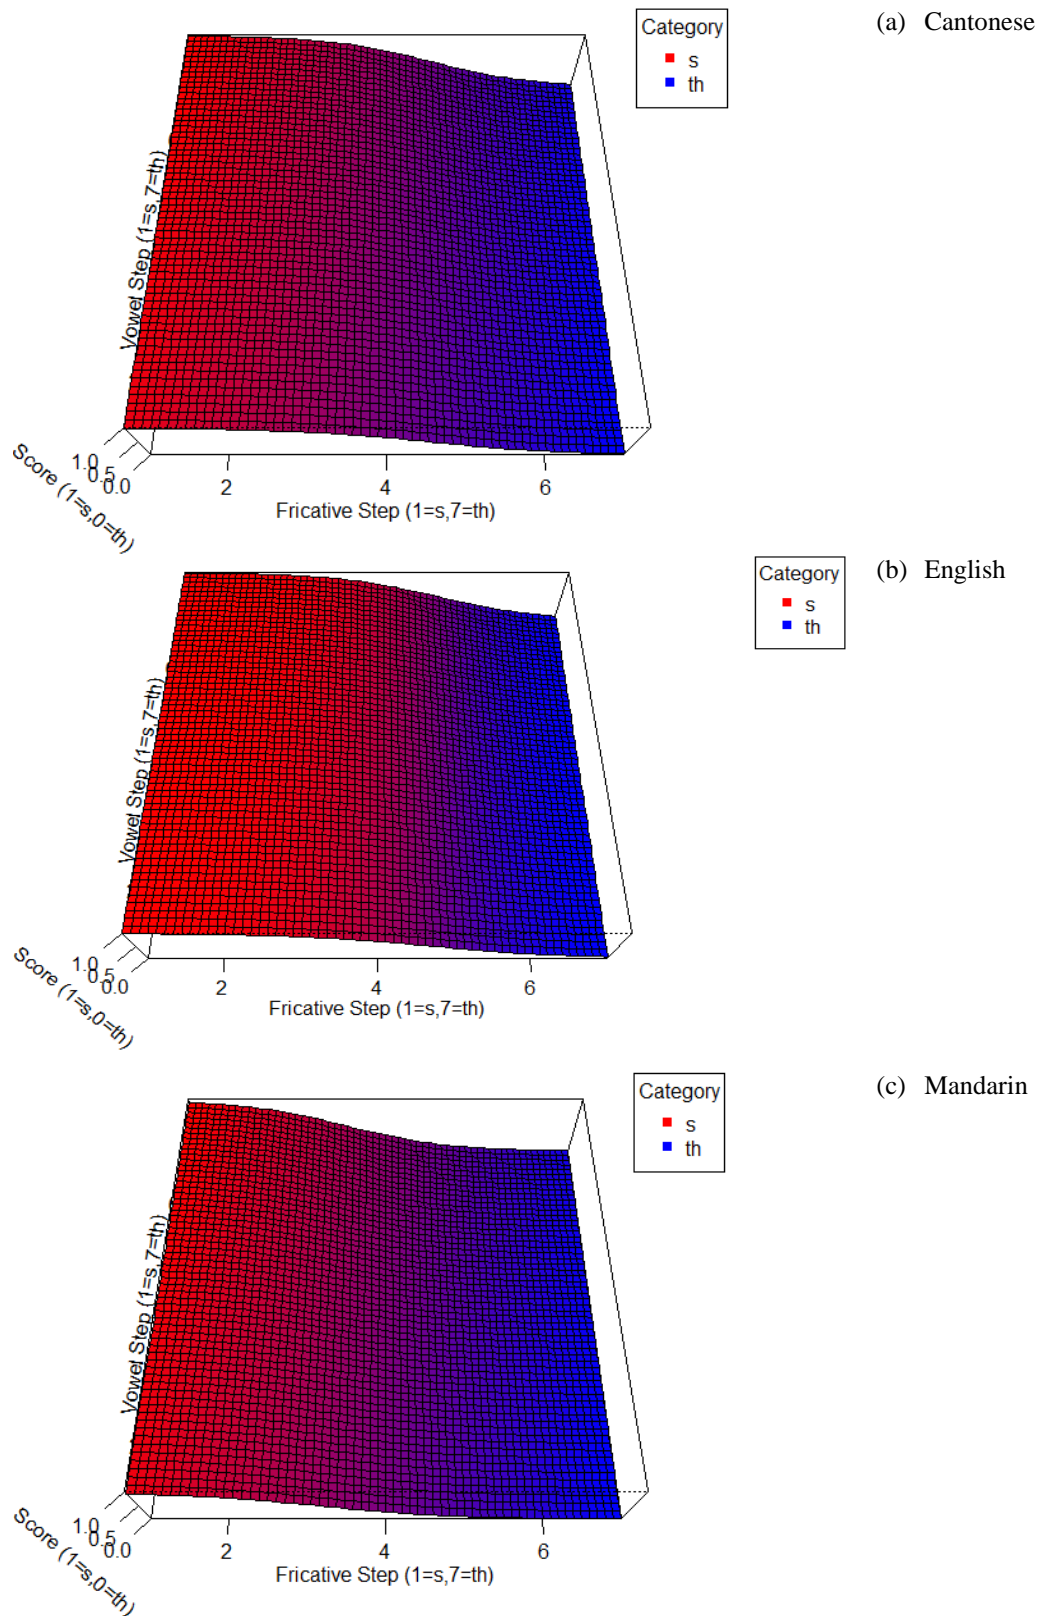 (a) Cantonese
Category
s
th
Vowel Step (1=s,7=th)
Score (1=s,0=th)
1.0
0.5
0.0
2 4 6
Fricative Step (1=s,7=th)
(b) English
Category
s
th
Vowel Step (1=s,7=th)
Score (1=s,0=th)
1.0
0.5
0.0
2 4 6
Fricative Step (1=s,7=th)
(c) Mandarin
Category
s
th
Vowel Step (1=s,7=th)
Score (1=s,0=th)
1.0
0.5
0.0
2 4 6
Fricative Step (1=s,7=th)